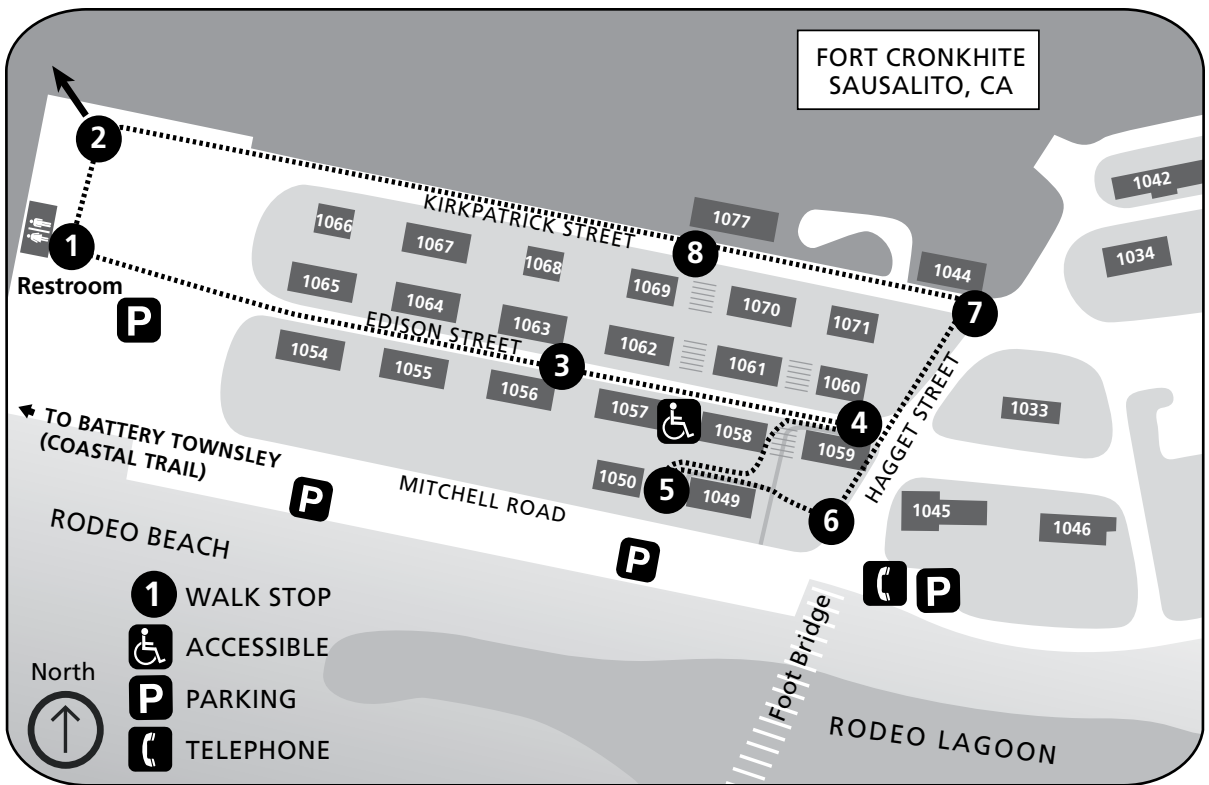 FORT CRONKHITE
SAUSALITO, CA
2
1042
1077
KIRKPATRICK STREET
1066
1067
8
1
1034
1068
1044
Restroom
1065
1069
7
1064
1070
P
1063
1071
EDISON STREET
1062
1054
1061
3
1055
1060
1056
HAGGET STREET
1057
1033
4
1058
1059
TO BATTERY TOWNSLEY
(COASTAL TRAIL)
1050
5
1049
P
MITCHELL ROAD
6
1045
1046
RODEO BEACH
P
P
1 WALK STOP
ACCESSIBLE
P PARKING
TELEPHONE
North
Foot Bridge
RODEO LAGOON